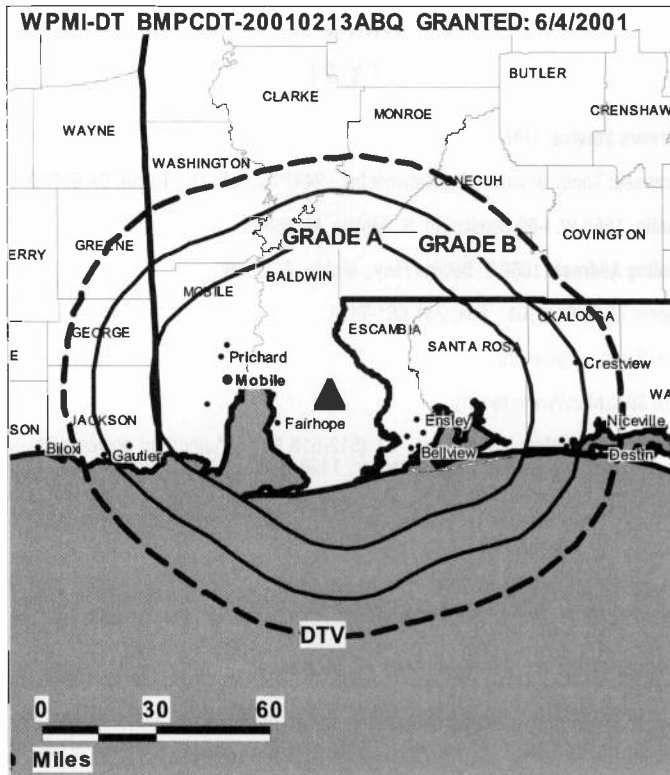 WPMI-DT BMPCDT-20010213ABQ GRANTED: 6/4/2001
BUTLER
CLARKE
MONROE
CRENSHAW
WAYNE
WASHINGTON
CONECUH
GRADE A
GRADE B
COVINGTON
ERRY
GREENE
BALDWIN
MOBILE
ESCAMBIA
OKALOOSA
GEORGE
SANTA ROSA
Prichard
Crestview
E
Mobile
WA
JACKSON
Fairhope
Ensley
Niceville
SON
Biloxi
Gautier
Bellview
Destin
DTV
0 30 60
Miles